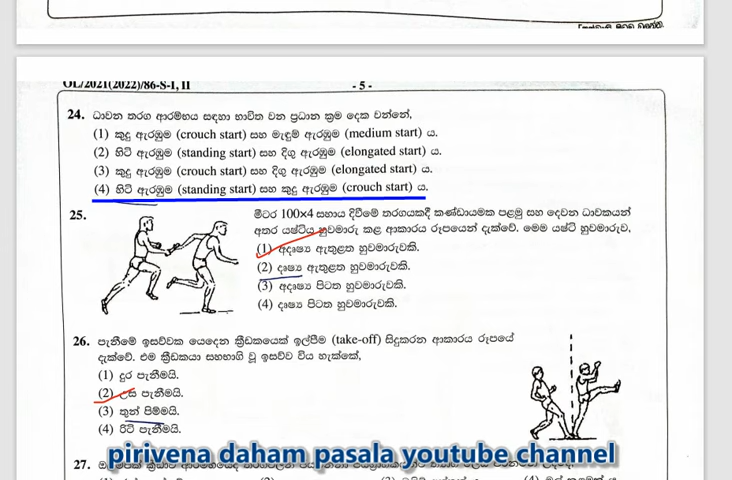 OL/2021(2022)/86-S-I, II
- 5 -
24. ධාවන තරග ආරම්භය සඳහා භාවිත වන ප්‍රධාන ක්‍රම දෙක වන්නේ,
(1) කුදු ඇරඹුම (crouch start) සහ මැදුම් ඇරඹුම (medium start) ය.
(2) හිටි ඇරඹුම (standing start) සහ දිගු ඇරඹුම (elongated start) ය.
(3) කුදු ඇරඹුම (crouch start) සහ දිගු ඇරඹුම (elongated start) ය.
(4) හිටි ඇරඹුම (standing start) සහ කුදු ඇරඹුම (crouch start) ය.
25. මීටර 100×4 සහාය දිවීමේ තරගයකදී කණ්ඩායමක පළමු සහ දෙවන ධාවකයන්
අතර යෂ්ටිය හුවමාරු කළ ආකාරය රූපයෙන් දැක්වේ. මෙම යෂ්ටි හුවමාරුව,
(1) අදෘෂ්‍ය ඇතුළත හුවමාරුවකි.
(2) දෘෂ්‍ය ඇතුළත හුවමාරුවකි.
(3) අදෘෂ්‍ය පිටත හුවමාරුවකි.
(4) දෘෂ්‍ය පිටත හුවමාරුවකි.
26. පැනීමේ ඉසව්වක යෙදෙන ක්‍රීඩකයෙක් ඉල්පීම (take-off) සිදුකරන ආකාරය රූපයේ
දැක්වේ. එම ක්‍රීඩකයා සහභාගි වූ ඉසව්ව විය හැක්කේ,
(1) දුර පැනීමයි.
(2) උස පැනීමයි.
(3) තුන් පිම්මයි.
(4) රිටි පැනීමයි.
pirivena daham pasala youtube channel
27.